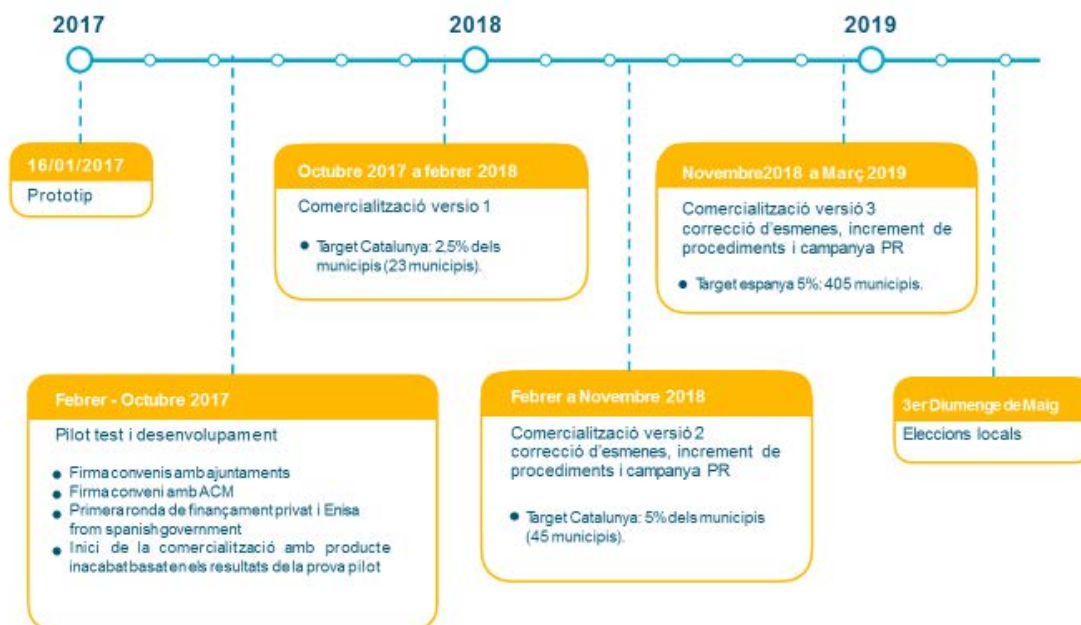 2017
2018
2019
16/01/2017
Prototip
Octubre 2017 a febrer 2018
Comercialització versio 1
Target Catalunya: 2,5% dels
municipis (23 municipis).
Novembre2018 a Març 2019
Comercialització versió 3
correcció d'esmenes, increment de
procediments i campanya PR
Target espanya 5%: 405 municipis.
Febrer - Octubre 2017
Pilot test i desenvolupament
Firma convenis amb ajuntaments
Firma conveni amb ACM
Primera ronda de finançament privat i Enisa
from spanish government
Inici de la comercialització amb producte
inacabat basat en els resultats de la prova pilot
Febrer a Novembre 2018
Comercialització versió 2
correcció d'esmenes, increment de
procediments i campanya PR
Target Catalunya: 5% dels municipis
(45 municipis).
3er Diumenge de Maig
Eleccions locals